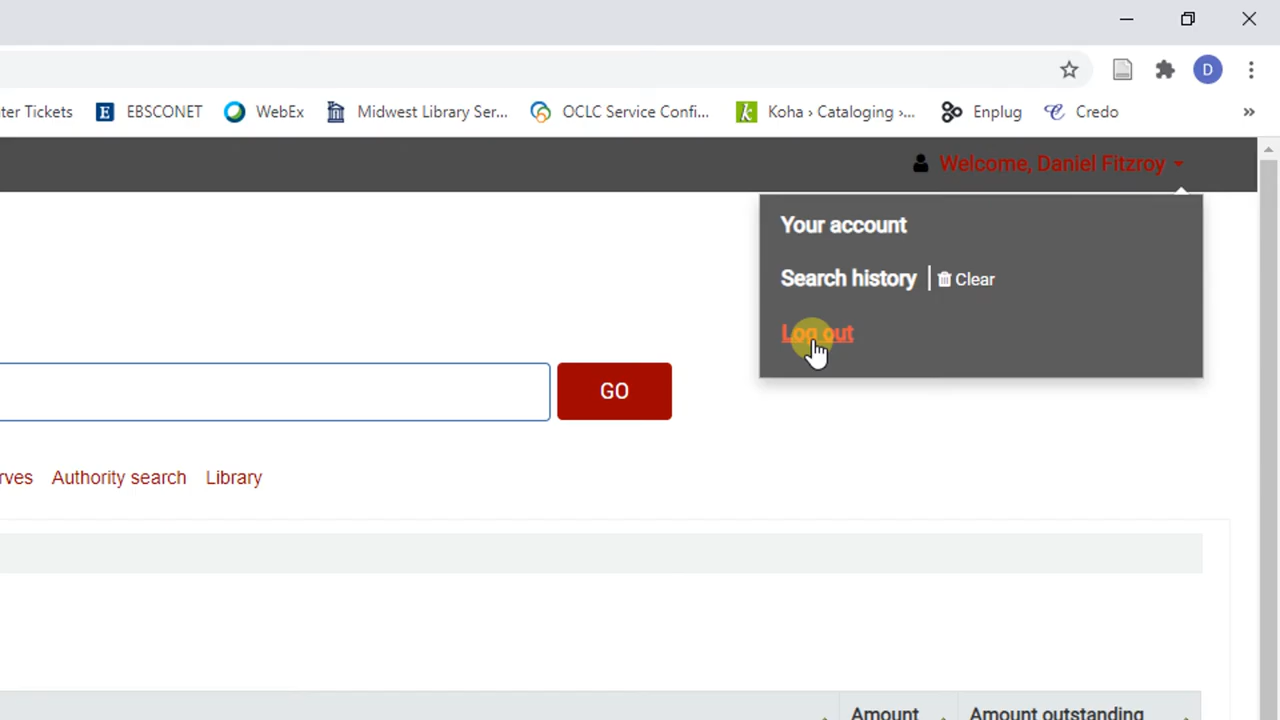 D
ter Tickets EBSCONET WebEx Midwest Library Ser... OCLC Service Confi... Koha › Cataloging ›... Enplug Credo »
Welcome, Daniel Fitzroy
Your account
Search history Clear
Log out
GO
rves Authority search Library
Amount Amount outstanding